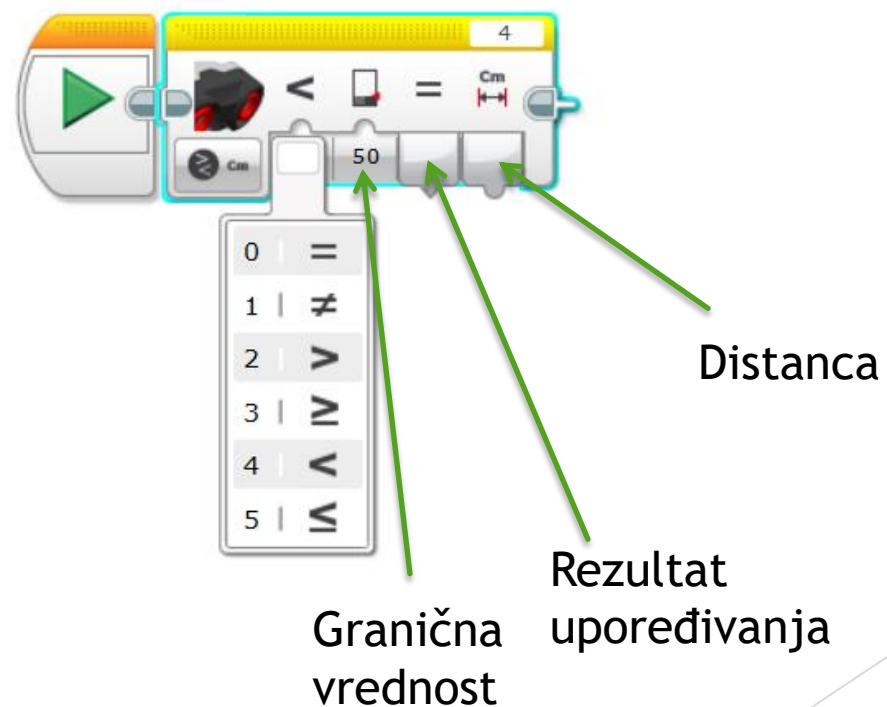 4
< = Cm
Cm 50
0 | =
1 | ≠
2 | >
3 | ≥
4 | <
5 | ≤
Distanca
Rezultat
upoređivanja
Granična
vrednost